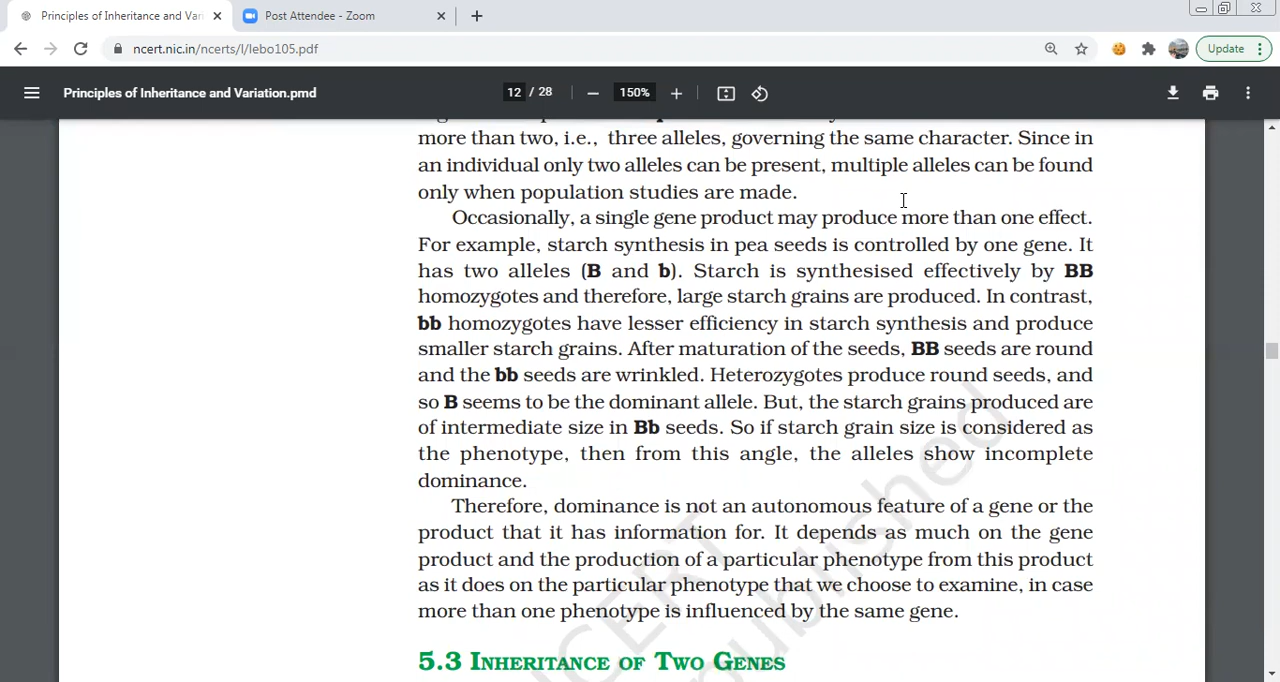 Principles of Inheritance and Var
Post Attendee - Zoom
ncert.nic.in/ncerts/l/lebo105.pdf
Update
Principles of Inheritance and Variation.pmd
12 / 28
150%
more than two, i.e., three alleles, governing the same character. Since in
an individual only two alleles can be present, multiple alleles can be found
only when population studies are made.
Occasionally, a single gene product may produce more than one effect.
For example, starch synthesis in pea seeds is controlled by one gene. It
has two alleles (B and b). Starch is synthesised effectively by BB
homozygotes and therefore, large starch grains are produced. In contrast,
bb homozygotes have lesser efficiency in starch synthesis and produce
smaller starch grains. After maturation of the seeds, BB seeds are round
and the bb seeds are wrinkled. Heterozygotes produce round seeds, and
so B seems to be the dominant allele. But, the starch grains produced are
of intermediate size in Bb seeds. So if starch grain size is considered as
the phenotype, then from this angle, the alleles show incomplete
dominance.
Therefore, dominance is not an autonomous feature of a gene or the
product that it has information for. It depends as much on the gene
product and the production of a particular phenotype from this product
as it does on the particular phenotype that we choose to examine, in case
more than one phenotype is influenced by the same gene.
5.3 Inheritance of Two Genes
NCERT
published